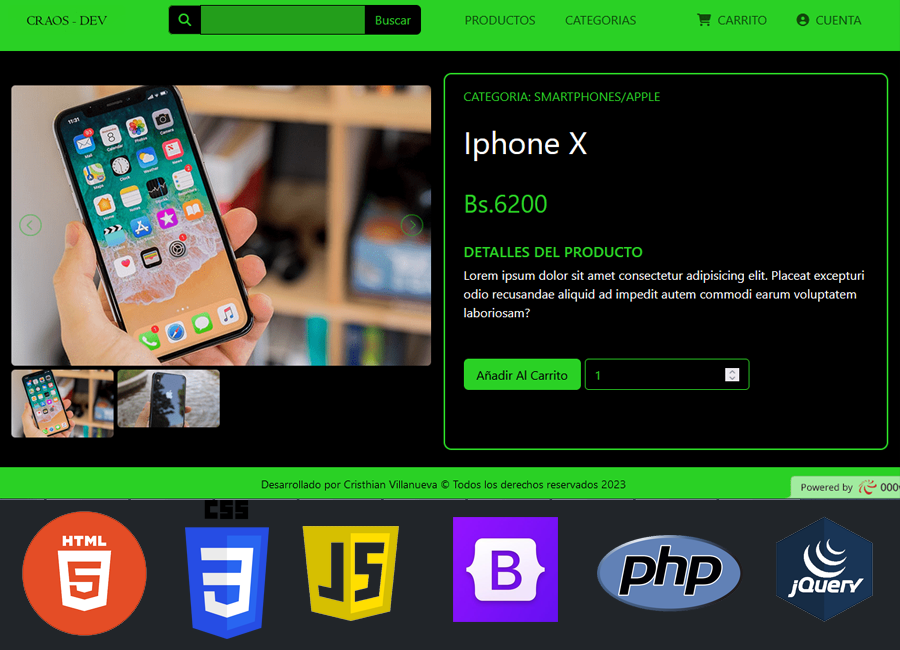 CRAOS - DEV
Buscar
PRODUCTOS
CATEGORIAS
CARRITO
CUENTA
CATEGORIA: SMARTPHONES/APPLE
Iphone X
Bs.6200
DETALLES DEL PRODUCTO
Lorem ipsum dolor sit amet consectetur adipisicing elit. Placeat excepturi
odio recusandae aliquid ad impedit autem commodi earum voluptatem
laboriosam?
Añadir Al Carrito
1
11:31
Desarrollado por Cristhian Villanueva © Todos los derechos reservados 2023
Powered by
HTML
5
CSS
3
JS
B
php
jQuery